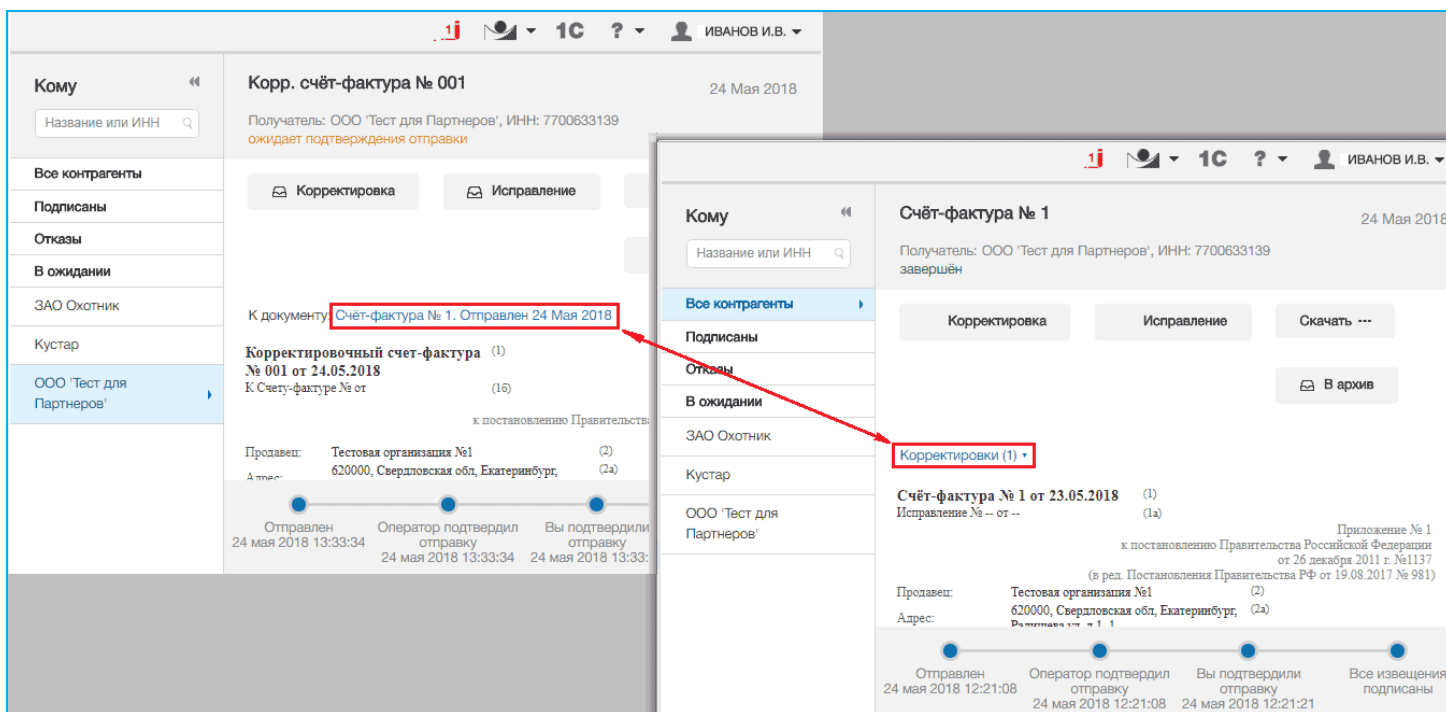 1С ? ИВАНОВ И.В.
Кому
Название или ИНН
Все контрагенты
Подписаны
Отказы
В ожидании
ЗАО Охотник
Кустар
ООО 'Тест для
Партнеров'
Корр. счёт-фактура № 001
24 Мая 2018
Получатель: ООО 'Тест для Партнеров', ИНН: 7700633139
ожидает подтверждения отправки
Корректировка
Исправление
К документу: Счёт-фактура № 1. Отправлен 24 Мая 2018
Корректировочный счет-фактура (1)
№ 001 от 24.05.2018
К Счету-фактуре № от (1б)
к постановлению Правительства
Продавец: Тестовая организация №1 (2)
Адрес: 620000, Свердловская обл, Екатеринбург, (2а)
Отправлен
24 мая 2018 13:33:34
Оператор подтвердил
отправку
24 мая 2018 13:33:34
Вы подтвердили
отправку
24 мая 2018 13:33:
1С ? ИВАНОВ И.В.
Кому
Название или ИНН
Все контрагенты
Подписаны
Отказы
В ожидании
ЗАО Охотник
Кустар
ООО 'Тест для
Партнеров'
Счёт-фактура № 1
24 Мая 2018
Получатель: ООО 'Тест для Партнеров', ИНН: 7700633139
завершён
Корректировка
Исправление
Скачать ---
В архив
Корректировки (1)
Счёт-фактура № 1 от 23.05.2018 (1)
Исправление № -- от -- (1а)
Приложение № 1
к постановлению Правительства Российской Федерации
от 26 декабря 2011 г. №1137
(в ред. Постановления Правительства РФ от 19.08.2017 № 981)
Продавец: Тестовая организация №1 (2)
Адрес: 620000, Свердловская обл, Екатеринбург, (2а)
Отправлен
24 мая 2018 12:21:08
Оператор подтвердил
отправку
24 мая 2018 12:21:08
Вы подтвердили
отправку
24 мая 2018 12:21:21
Все извещения
подписаны